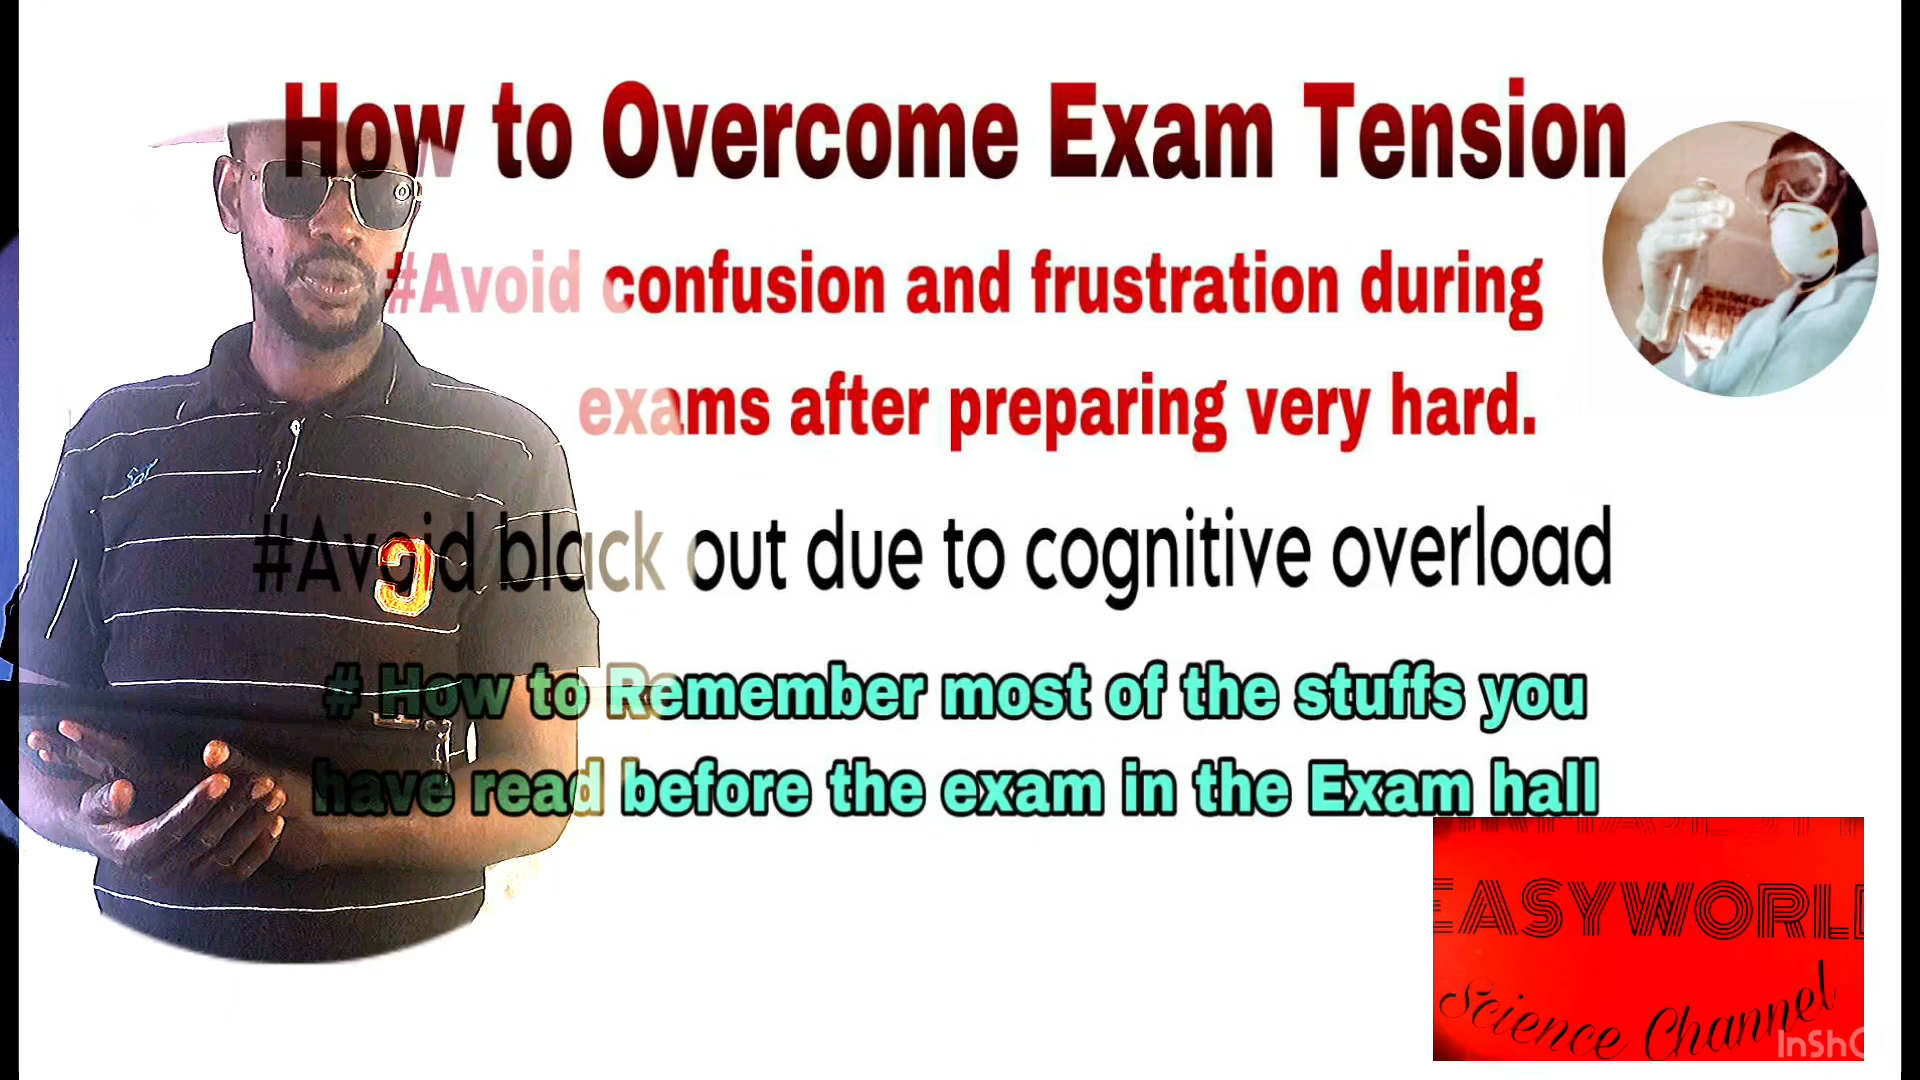 How to Overcome Exam Tension
#Avoid confusion and frustration during
exams after preparing very hard.
#Avoid black out due to cognitive overload
# How to Remember most of the stuffs you
have read before the exam in the Exam hall
EASYWORLD
Science Channel
InSh